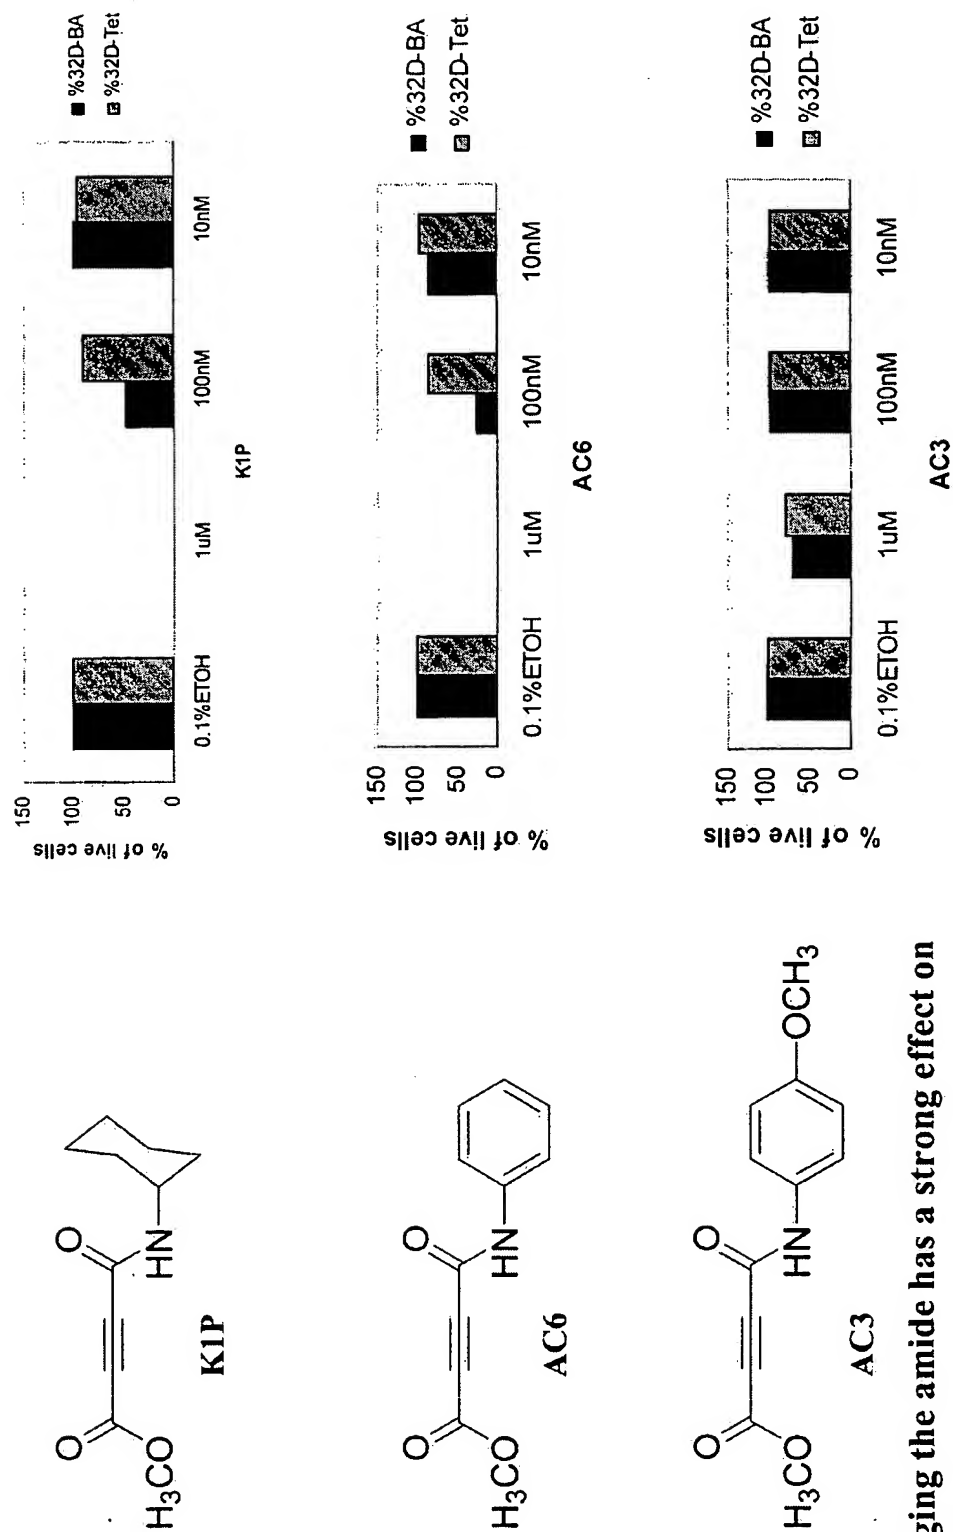 O
O
H₃CO
HN
K1P
150
100
50
0
% of live cells
0.1%ETOH
1uM
100nM
10nM
K1P
%32D-BA
%32D-Tet
O
O
H₃CO
HN
AC6
150
100
50
0
% of live cells
0.1%ETOH
1uM
100nM
10nM
AC6
%32D-BA
%32D-Tet
O
O
H₃CO
HN
OCH₃
AC3
150
100
50
0
% of live cells
0.1%ETOH
1uM
100nM
10nM
AC3
%32D-BA
%32D-Tet
ging the amide has a strong effect on